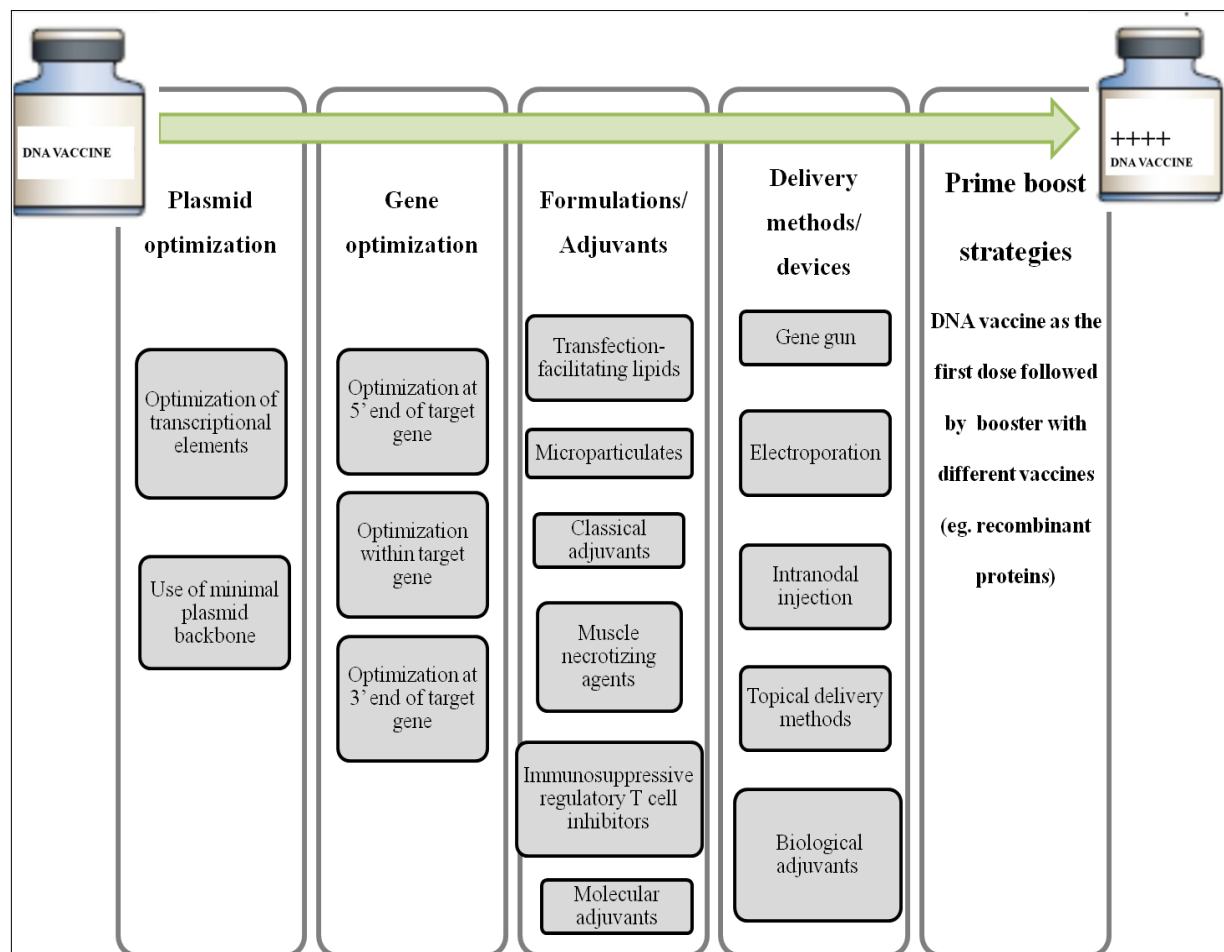 DNA VACCINE
++++
DNA VACCINE
Plasmid
optimization
Optimization of
transcriptional
elements
Use of minimal
plasmid
backbone
Gene
optimization
Optimization at
5’ end of target
gene
Optimization
within target
gene
Optimization at
3’ end of target
gene
Formulations/
Adjuvants
Transfection-
facilitating lipids
Microparticulates
Classical
adjuvants
Muscle
necrotizing
agents
Immunosuppressive
regulatory T cell
inhibitors
Molecular
adjuvants
Delivery
methods/
devices
Gene gun
Electroporation
Intranodal
injection
Topical delivery
methods
Biological
adjuvants
Prime boost
strategies
DNA vaccine as the
first dose followed
by booster with
different vaccines
(eg. recombinant
proteins)